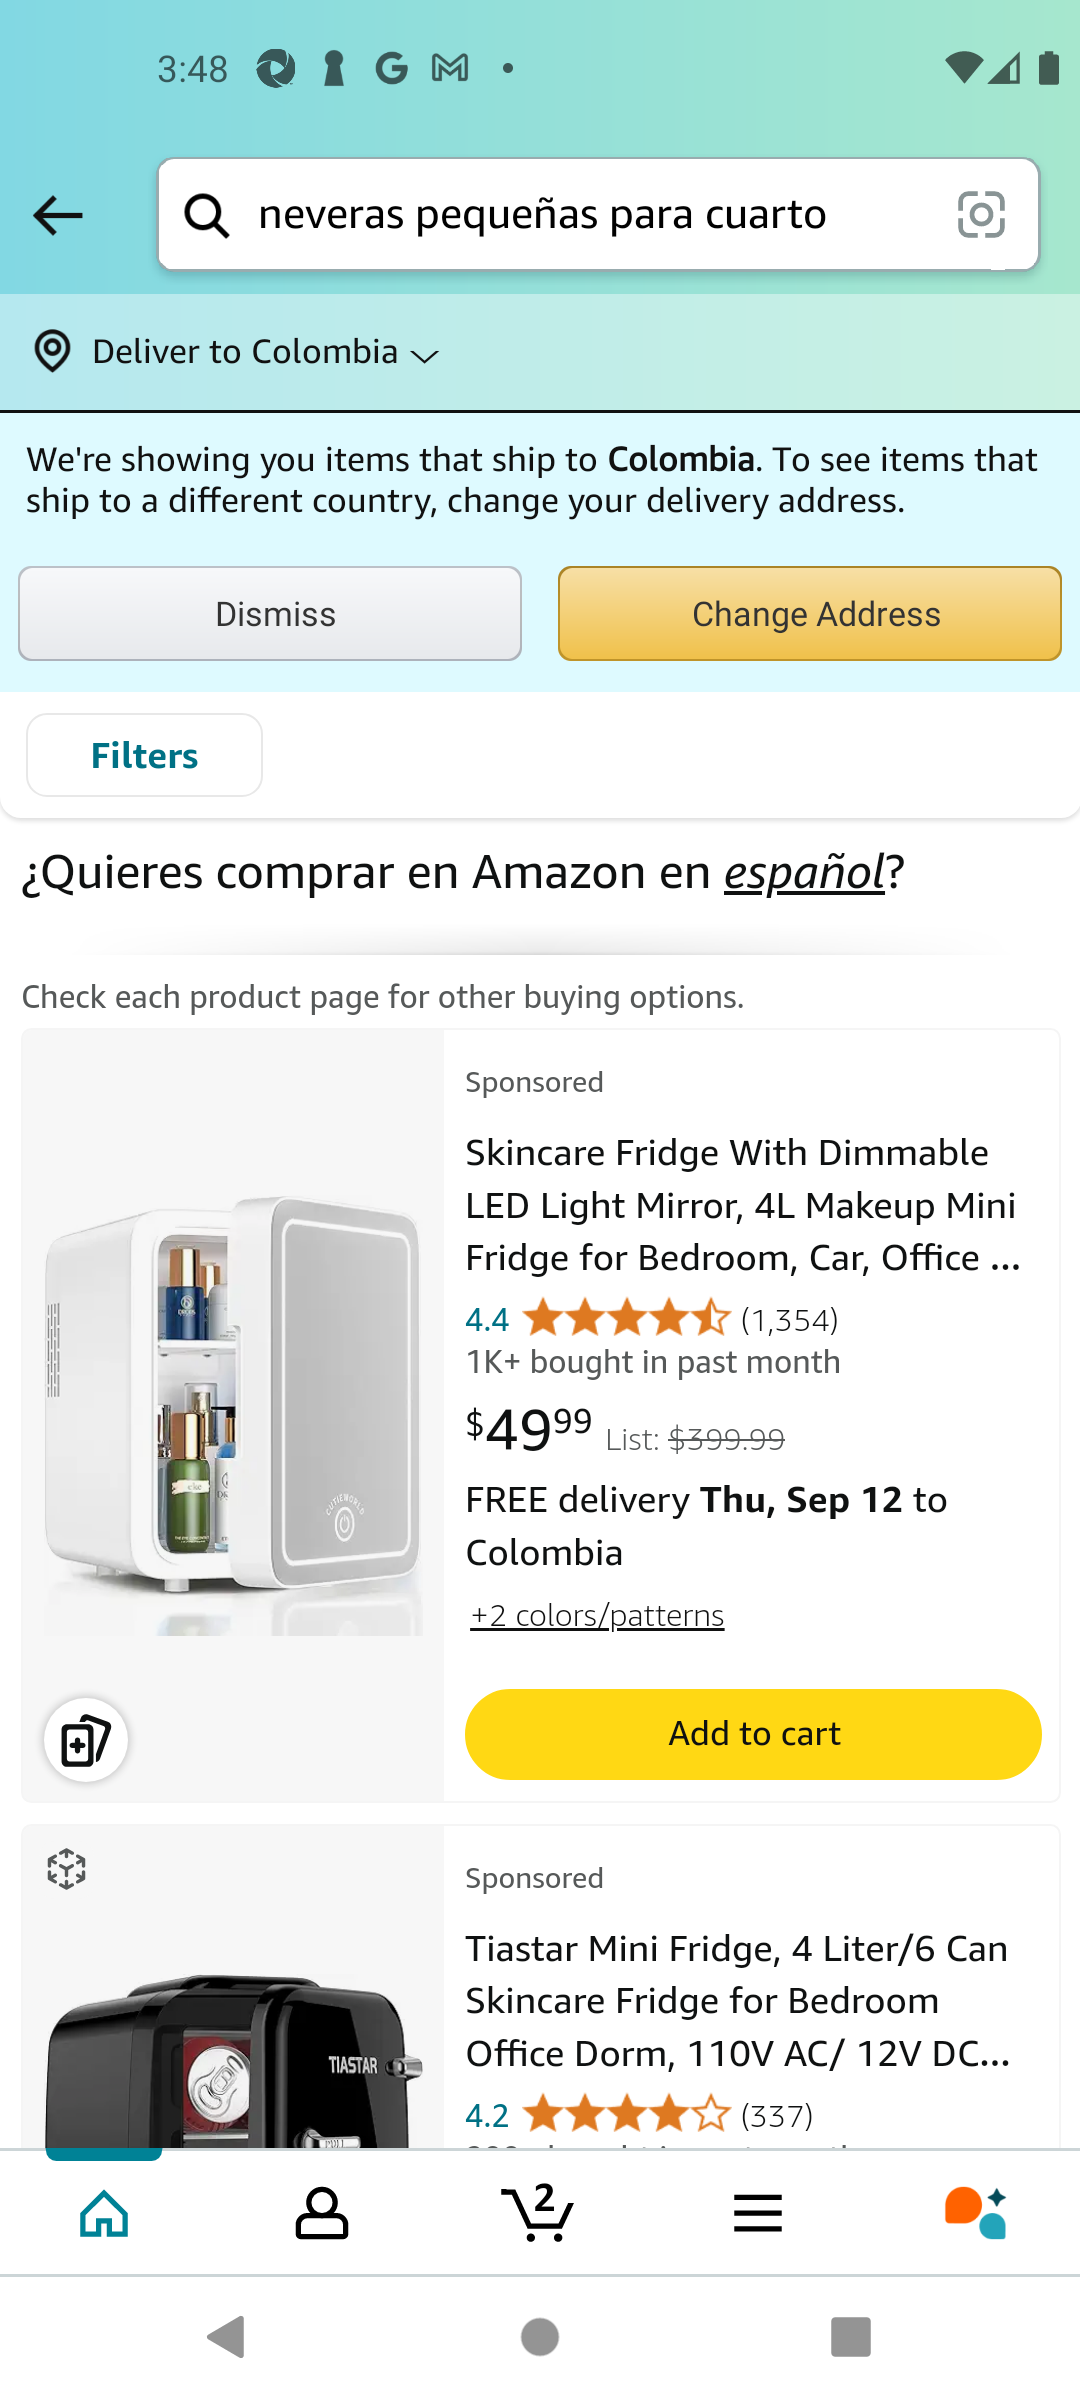 3:48
neveras pequeñas para cuarto
Deliver to Colombia
We're showing you items that ship to Colombia. To see items that
ship to a different country, change your delivery address.
Dismiss
Change Address
Filters
¿Quieres comprar en Amazon en español?
Check each product page for other buying options.
Sponsored
Skincare Fridge With Dimmable
LED Light Mirror, 4L Makeup Mini
Fridge for Bedroom, Car, Office ...
4.4 (1,354)
1K+ bought in past month
$49.99 List: $399.99
FREE delivery Thu, Sep 12 to
Colombia
+2 colors/patterns
Add to cart
CUTIEWORLD
Sponsored
Tiastar Mini Fridge, 4 Liter/6 Can
Skincare Fridge for Bedroom
Office Dorm, 110V AC/ 12V DC...
4.2 (337)
TIASTAR
2